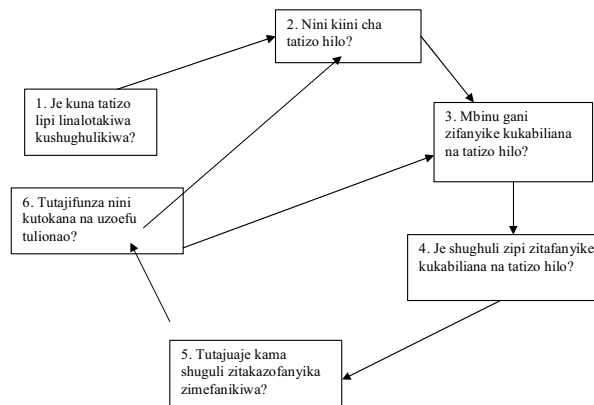 1. Je kuna tatizo
lipi linalotakiwa
kushughulikiwa?
2. Nini kiini cha
tatizo hilo?
3. Mbinu gani
zifanyike kukabiliana
na tatizo hilo?
4. Je shughuli zipi zitafanyike
kukabiliana na tatizo hilo?
5. Tutajuaje kama
shuguli zitakazofanyika
zimefanikiwa?
6. Tutajifunza nini
kutokana na uzoefu
tulionao?